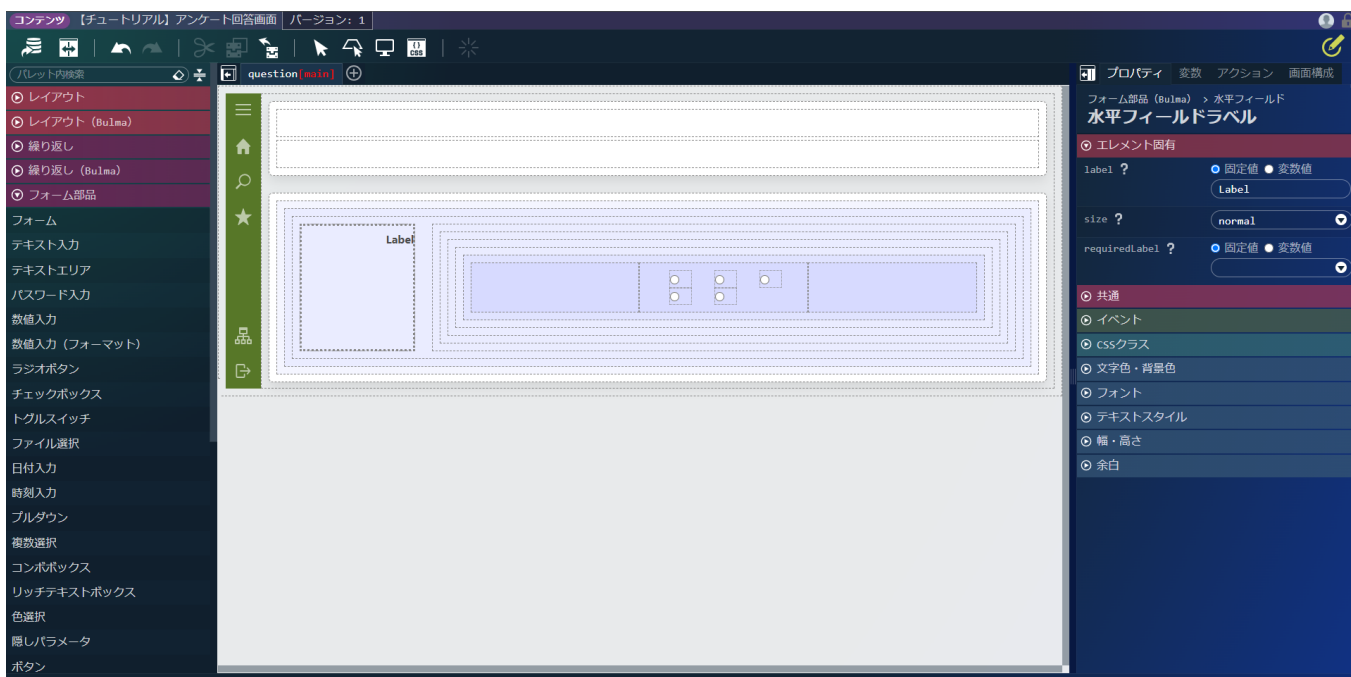 コンテンツ 【チュートリアル】アンケート回答画面 バージョン: 1
パレット内検索
question[main]
プロパティ 変数 アクション 画面構成
レイアウト
レイアウト (Bulma)
繰り返し
繰り返し (Bulma)
フォーム部品
フォーム
テキスト入力
テキストエリア
パスワード入力
数値入力
数値入力 (フォーマット)
ラジオボタン
チェックボックス
トグルスイッチ
ファイル選択
日付入力
時刻入力
プルダウン
複数選択
コンボボックス
リッチテキストボックス
色選択
隠しパラメータ
ボタン
Label
フォーム部品 (Bulma) > 水平フィールド
水平フィールドラベル
エレメント固有
label ? 固定値 変数値
Label
size ? normal
requiredLabel ? 固定値 変数値
共通
イベント
CSSクラス
文字色・背景色
フォント
テキストスタイル
幅・高さ
余白